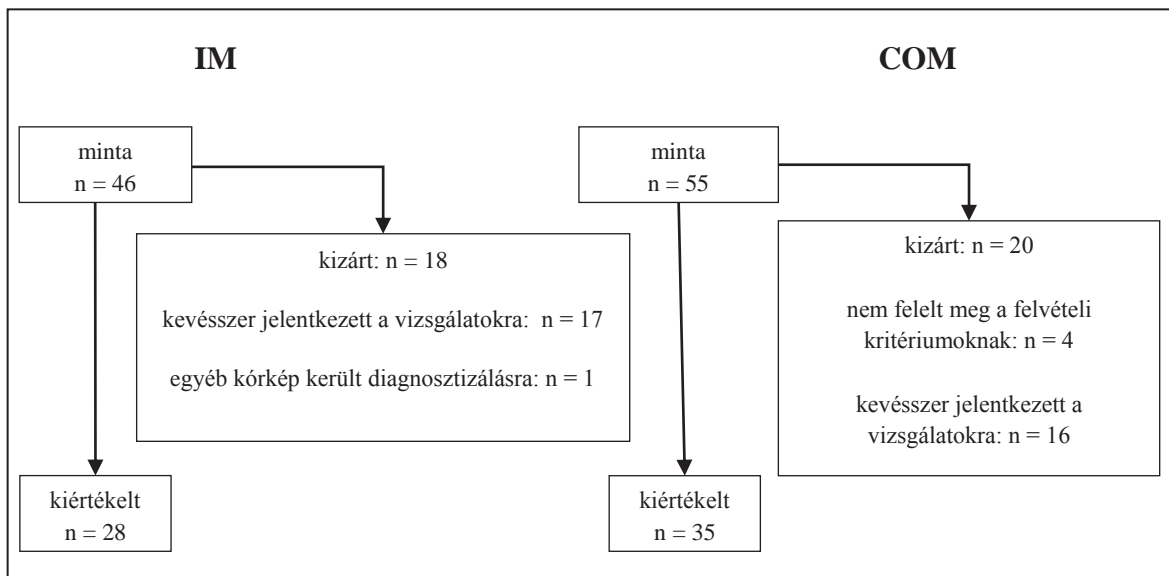 IM
minta
n = 46
kizárt: n = 18
kevésszer jelentkezett a vizsgálatokra: n = 17
egyéb kórkép került diagnosztizálásra: n = 1
kiértékelt
n = 28
COM
minta
n = 55
kizárt: n = 20
nem felelt meg a felvételi
kritériumoknak: n = 4
kevésszer jelentkezett a
vizsgálatokra: n = 16
kiértékelt
n = 35